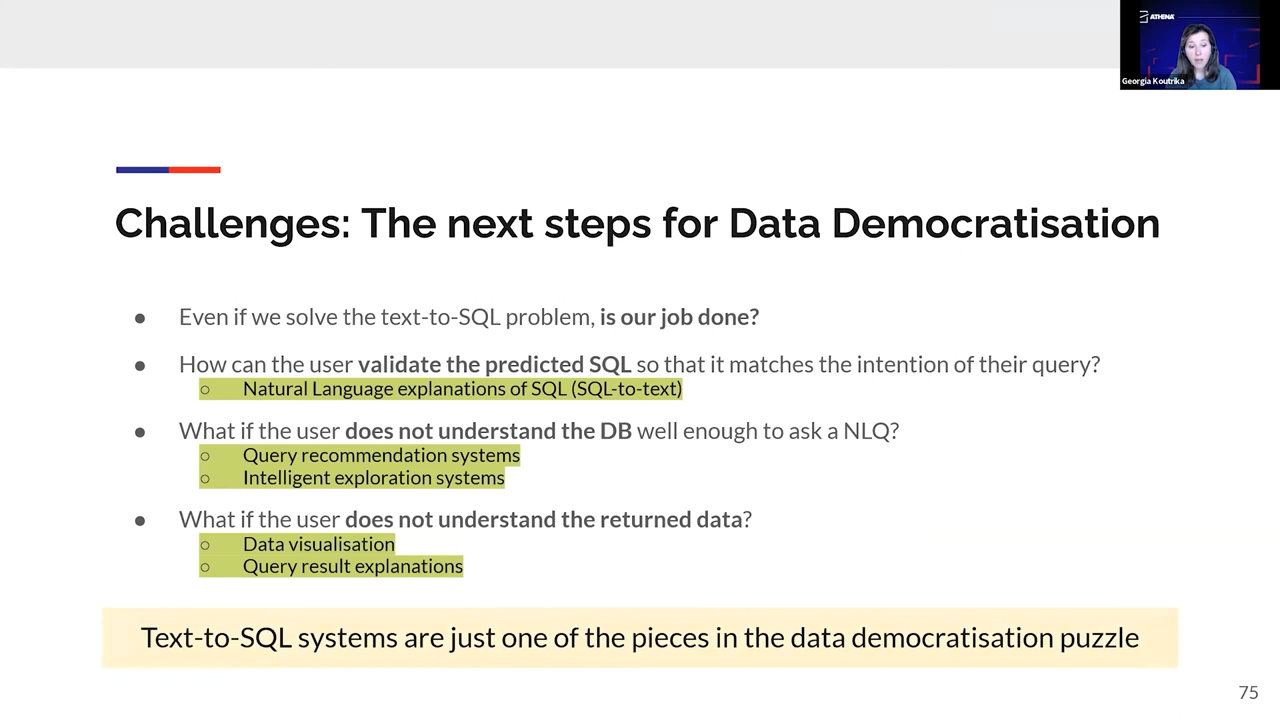 ATHENA
Georgia Koutrika
Challenges: The next steps for Data Democratisation
● Even if we solve the text-to-SQL problem, is our job done?
● How can the user validate the predicted SQL so that it matches the intention of their query?
○ Natural Language explanations of SQL (SQL-to-text)
● What if the user does not understand the DB well enough to ask a NLQ?
○ Query recommendation systems
○ Intelligent exploration systems
● What if the user does not understand the returned data?
○ Data visualisation
○ Query result explanations
Text-to-SQL systems are just one of the pieces in the data democratisation puzzle
75